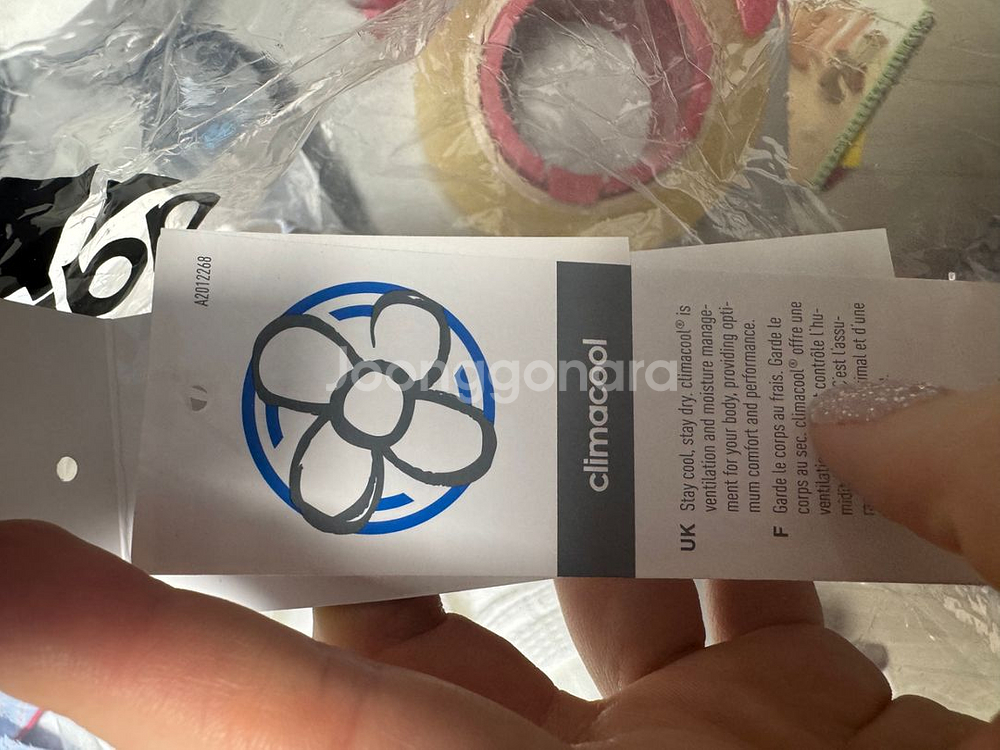 A2012268
Joonggonara
climacool
UK Stay cool, stay dry. climacool® is
ventilation and moisture manage-
ment for your body, providing opti-
mum comfort and performance.
F Garde le corps au frais. Garde le
corps au sec. climacool® offre une
contrôle l'hu-
C'est l'assu-
et d'une